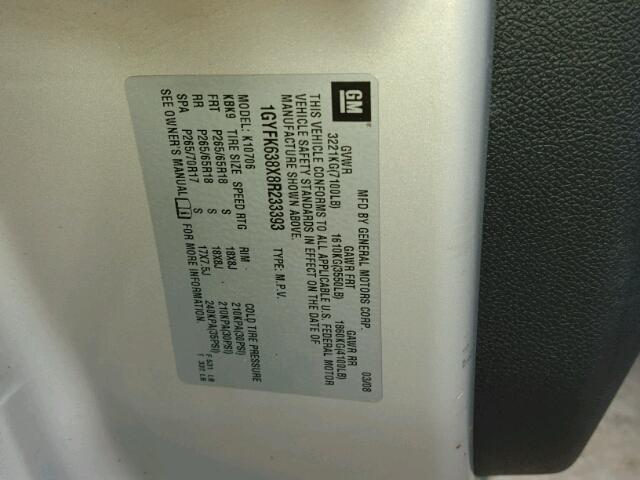 GM
MFD BY GENERAL MOTORS CORP. 03/08
GVWR GAWR FRT GAWR RR
3221KG(7100LB) 1610KG(3550LB) 1860KG(4100LB)
THIS VEHICLE CONFORMS TO ALL APPLICABLE U.S. FEDERAL MOTOR
VEHICLE SAFETY STANDARDS IN EFFECT ON THE DATE OF
MANUFACTURE SHOWN ABOVE.
1GYFK638X8R233393 TYPE: M.P.V.
MODEL: K10706
KBK9 TIRE SIZE SPEED RTG RIM COLD TIRE PRESSURE
FRT P265/65R18 S 18X8J 210KPA(30PSI)
RR P265/65R18 S 18X8J 210KPA(30PSI)
SPA P265/70R17 S 17X7.5J 240KPA(35PSI)
SEE OWNER'S MANUAL FOR MORE INFORMATION.